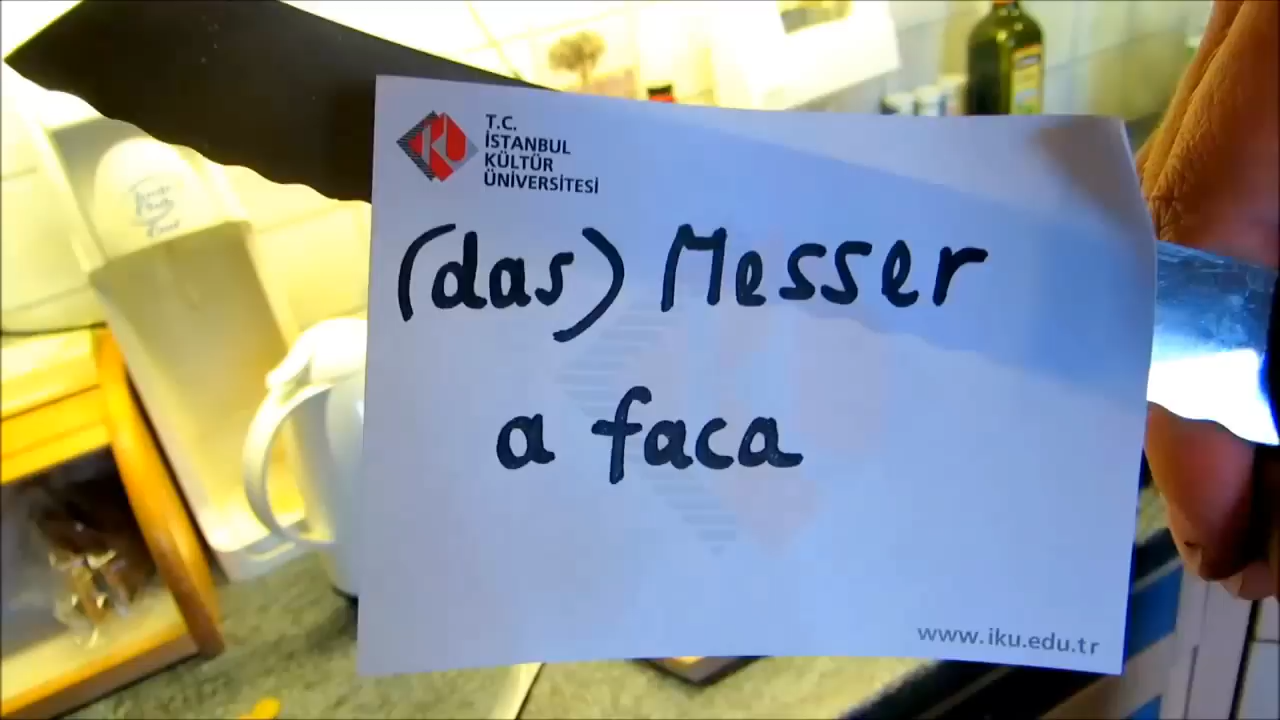 T.C.
İSTANBUL
KÜLTÜR
ÜNİVERSİTESİ
(das) Messer
a faca
www.iku.edu.tr